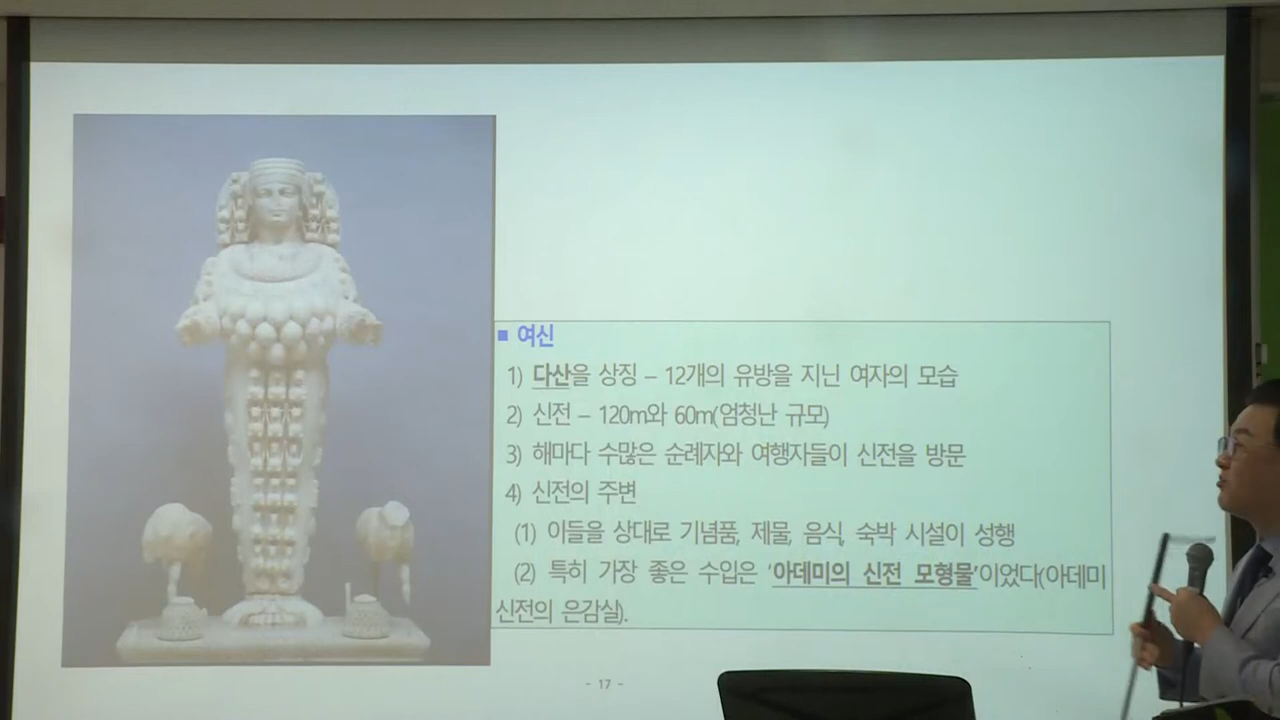 ■ 여신
1) 다산을 상징 – 12개의 유방을 지닌 여자의 모습
2) 신전 – 120m와 60m(엄청난 규모)
3) 해마다 수많은 순례자와 여행자들이 신전을 방문
4) 신전의 주변
(1) 이들을 상대로 기념품, 제물, 음식, 숙박 시설이 성행
(2) 특히 가장 좋은 수입은 '아데미의 신전 모형물'이었다(아데미
신전의 은감실).
- 17 -